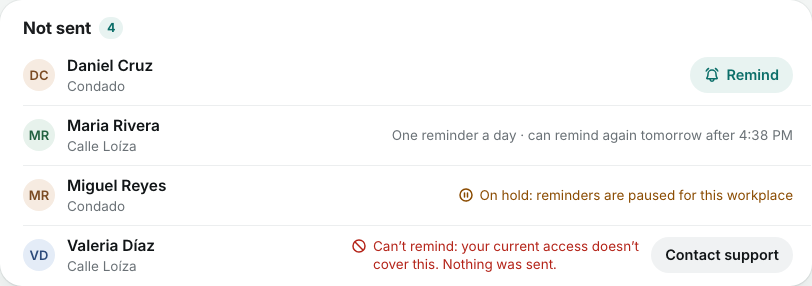 Not sent 4
DC Daniel Cruz
Condado
Remind
MR Maria Rivera
Calle Loíza
One reminder a day · can remind again tomorrow after 4:38 PM
MR Miguel Reyes
Condado
On hold: reminders are paused for this workplace
VD Valeria Díaz
Calle Loíza
Can’t remind: your current access doesn’t
cover this. Nothing was sent.
Contact support